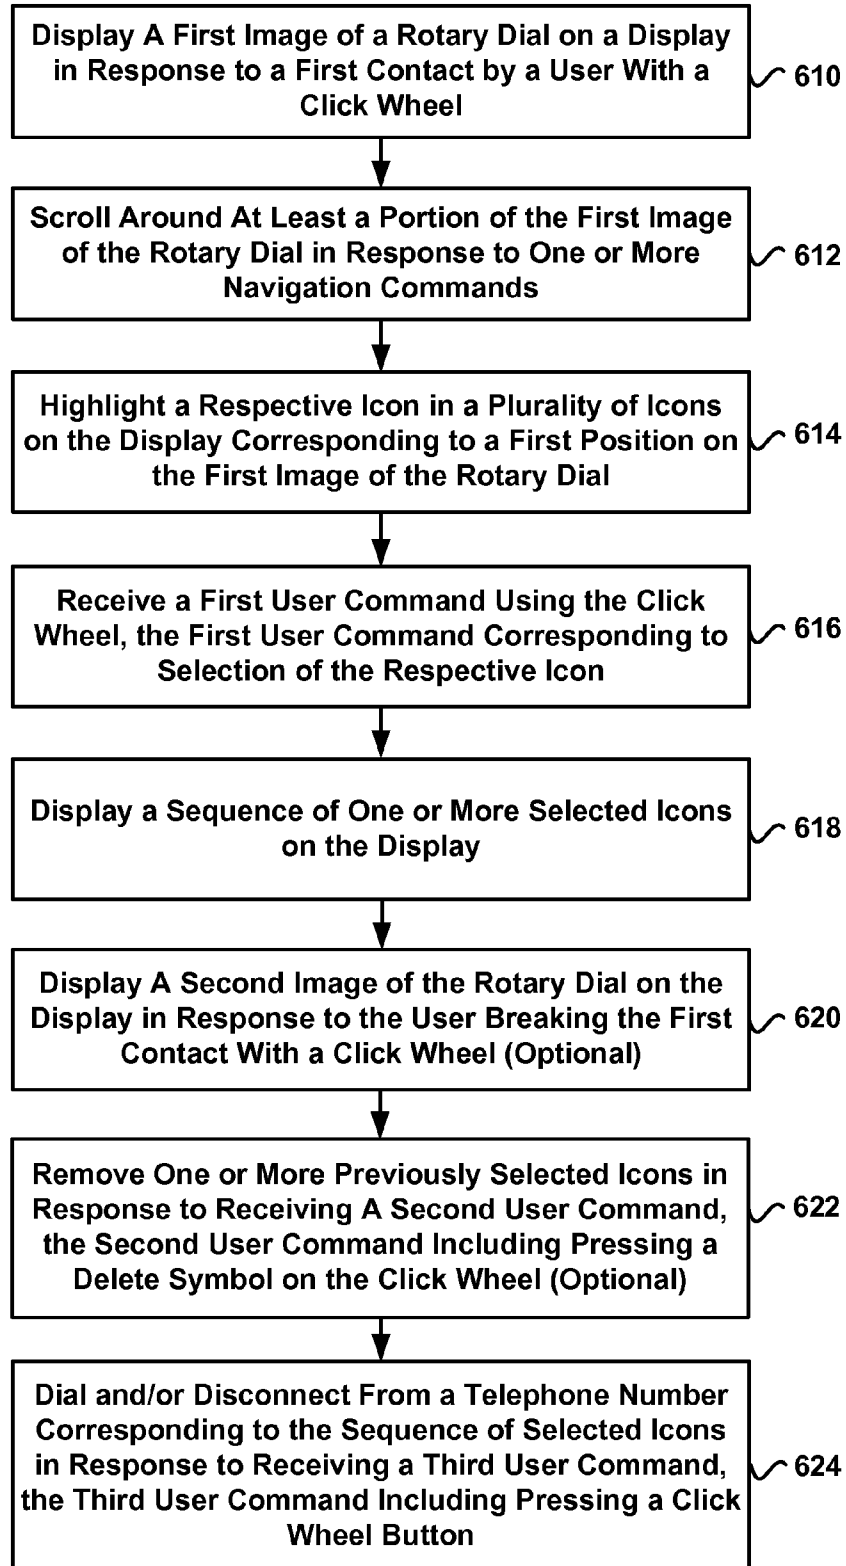 Display A First Image of a Rotary Dial on a Display
in Response to a First Contact by a User With a
Click Wheel
610
Scroll Around At Least a Portion of the First Image
of the Rotary Dial in Response to One or More
Navigation Commands
612
Highlight a Respective Icon in a Plurality of Icons
on the Display Corresponding to a First Position on
the First Image of the Rotary Dial
614
Receive a First User Command Using the Click
Wheel, the First User Command Corresponding to
Selection of the Respective Icon
616
Display a Sequence of One or More Selected Icons
on the Display
618
Display A Second Image of the Rotary Dial on the
Display in Response to the User Breaking the First
Contact With a Click Wheel (Optional)
620
Remove One or More Previously Selected Icons in
Response to Receiving A Second User Command,
the Second User Command Including Pressing a
Delete Symbol on the Click Wheel (Optional)
622
Dial and/or Disconnect From a Telephone Number
Corresponding to the Sequence of Selected Icons
in Response to Receiving a Third User Command,
the Third User Command Including Pressing a Click
Wheel Button
624